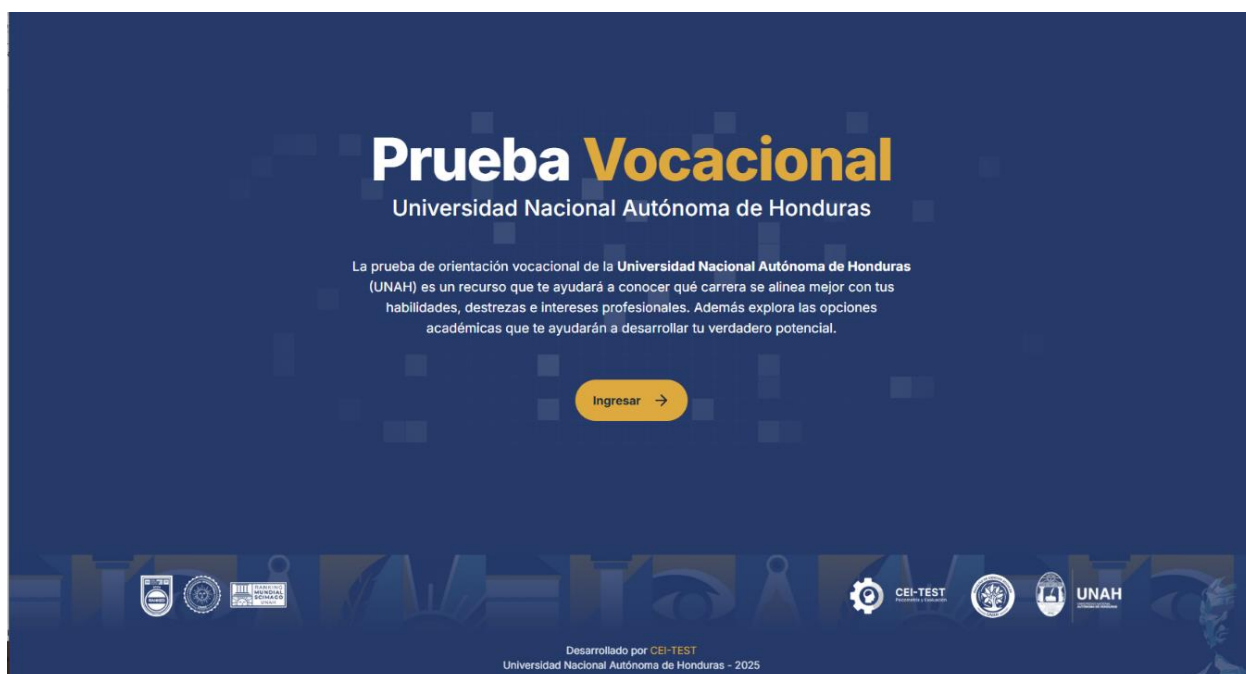 Prueba Vocacional
Universidad Nacional Autónoma de Honduras
La prueba de orientación vocacional de la Universidad Nacional Autónoma de Honduras
(UNAH) es un recurso que te ayudará a conocer qué carrera se alinea mejor con tus
habilidades, destrezas e intereses profesionales. Además explora las opciones
académicas que te ayudarán a desarrollar tu verdadero potencial.
Ingresar
RANKING
MUNDIAL
SCIMAGO
UNAH
CEI-TEST
Psicometría y Evaluación
UNAH
Desarrollado por CEI-TEST
Universidad Nacional Autónoma de Honduras - 2025